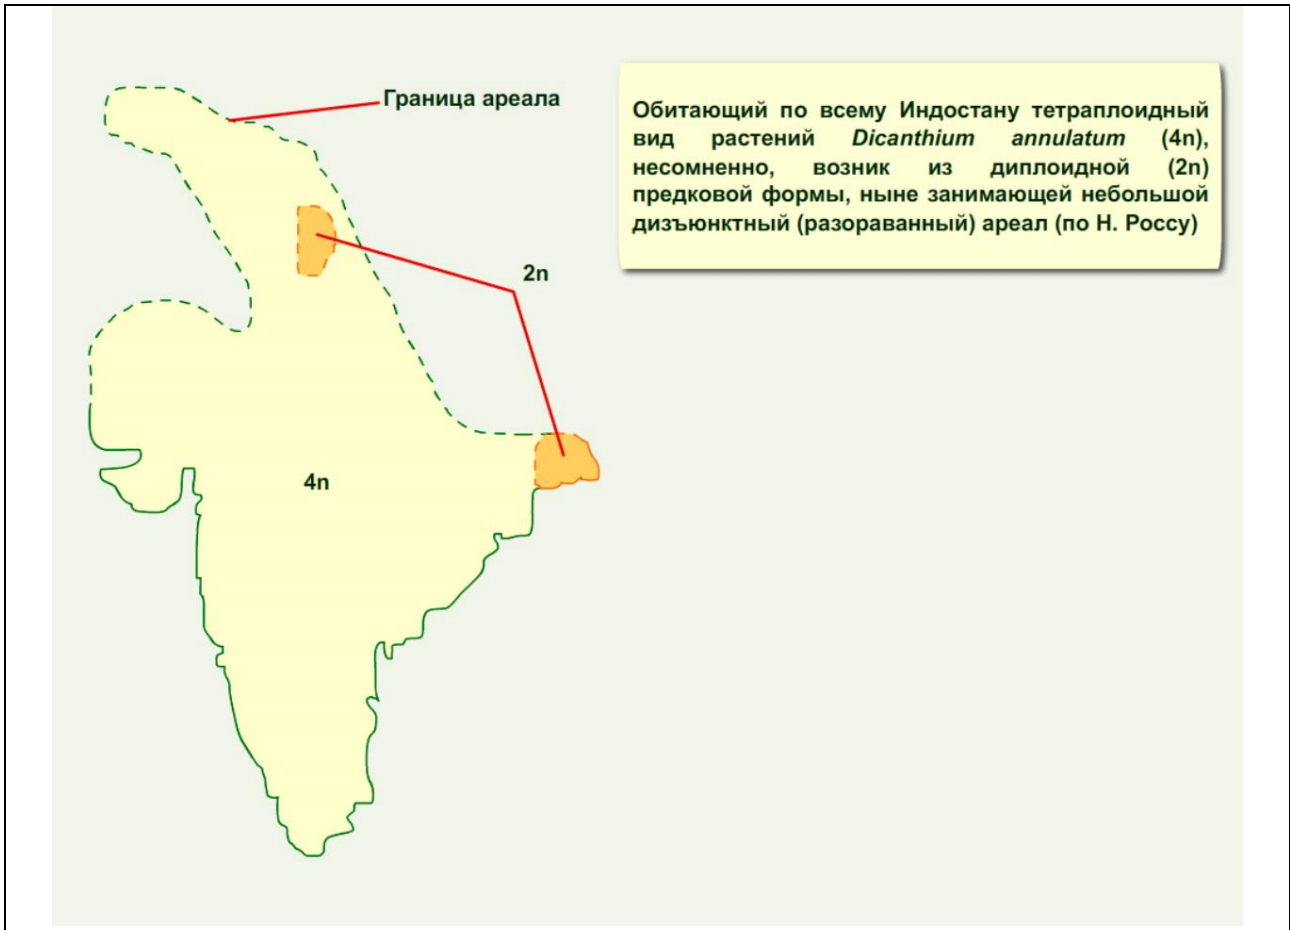 Граница ареала
Обитающий по всему Индостану тетраплоидный
вид растений Dicanthium annulatum (4n),
несомненно, возник из диплоидной (2n)
предковой формы, ныне занимающей небольшой
дизъюнктный (разораванный) ареал (по Н. Россу)
2n
4n